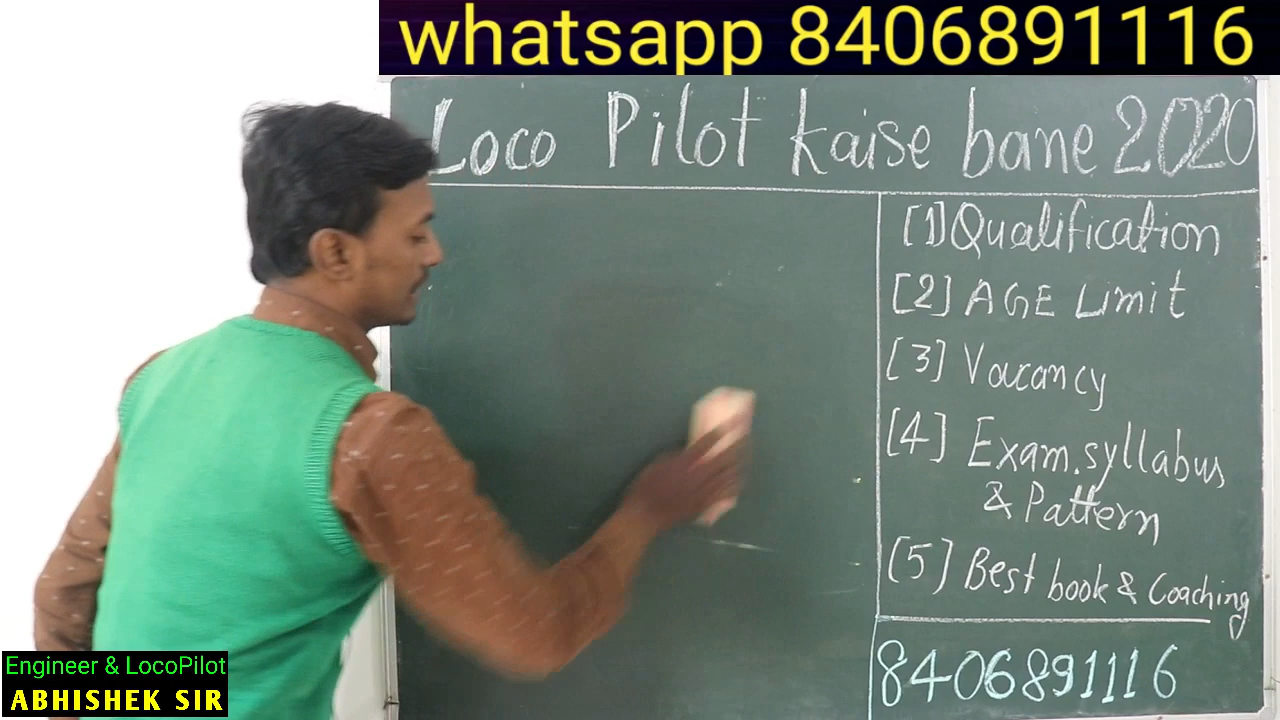 whatsapp 8406891116
Loco Pilot kaise bane 2020
[1] Qualification
[2] AGE Limit
[3] Vacancy
[4] Exam.syllabus
& Pattern
[5] Best book & Coaching
8406891116
Engineer & LocoPilot
ABHISHEK SIR